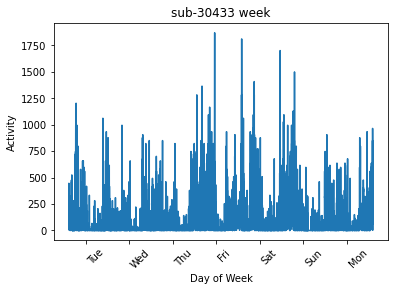 sub-30433 week
1750
1500
1250
1000
750
500
250
0
Activity
Tue
Wed
Thu
Fri
Sat
Sun
Mon
Day of Week